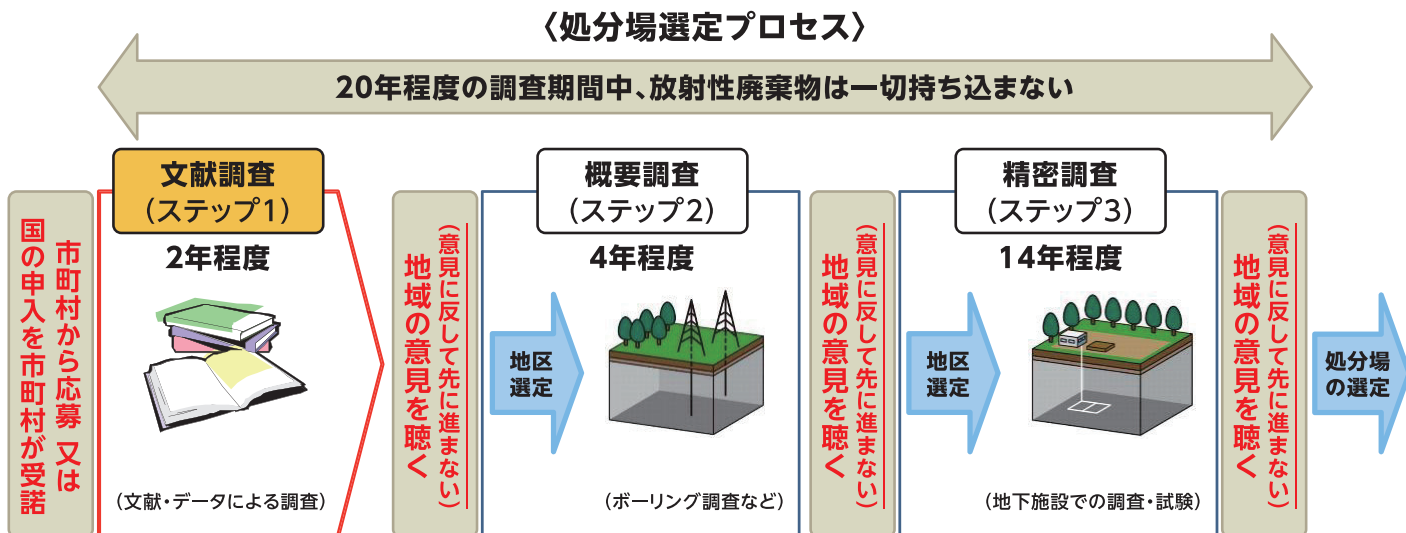 〈処分場選定プロセス〉
20年程度の調査期間中、放射性廃棄物は一切持ち込まない
市町村から応募 又は
国の申入を市町村が受諾
文献調査
（ステップ1）
2年程度
（文献・データによる調査）
（意見に反して先に進まない）
地域の意見を聴く
地区
選定
概要調査
（ステップ2）
4年程度
（ボーリング調査など）
（意見に反して先に進まない）
地域の意見を聴く
地区
選定
精密調査
（ステップ3）
14年程度
（地下施設での調査・試験）
（意見に反して先に進まない）
地域の意見を聴く
処分場
の選定